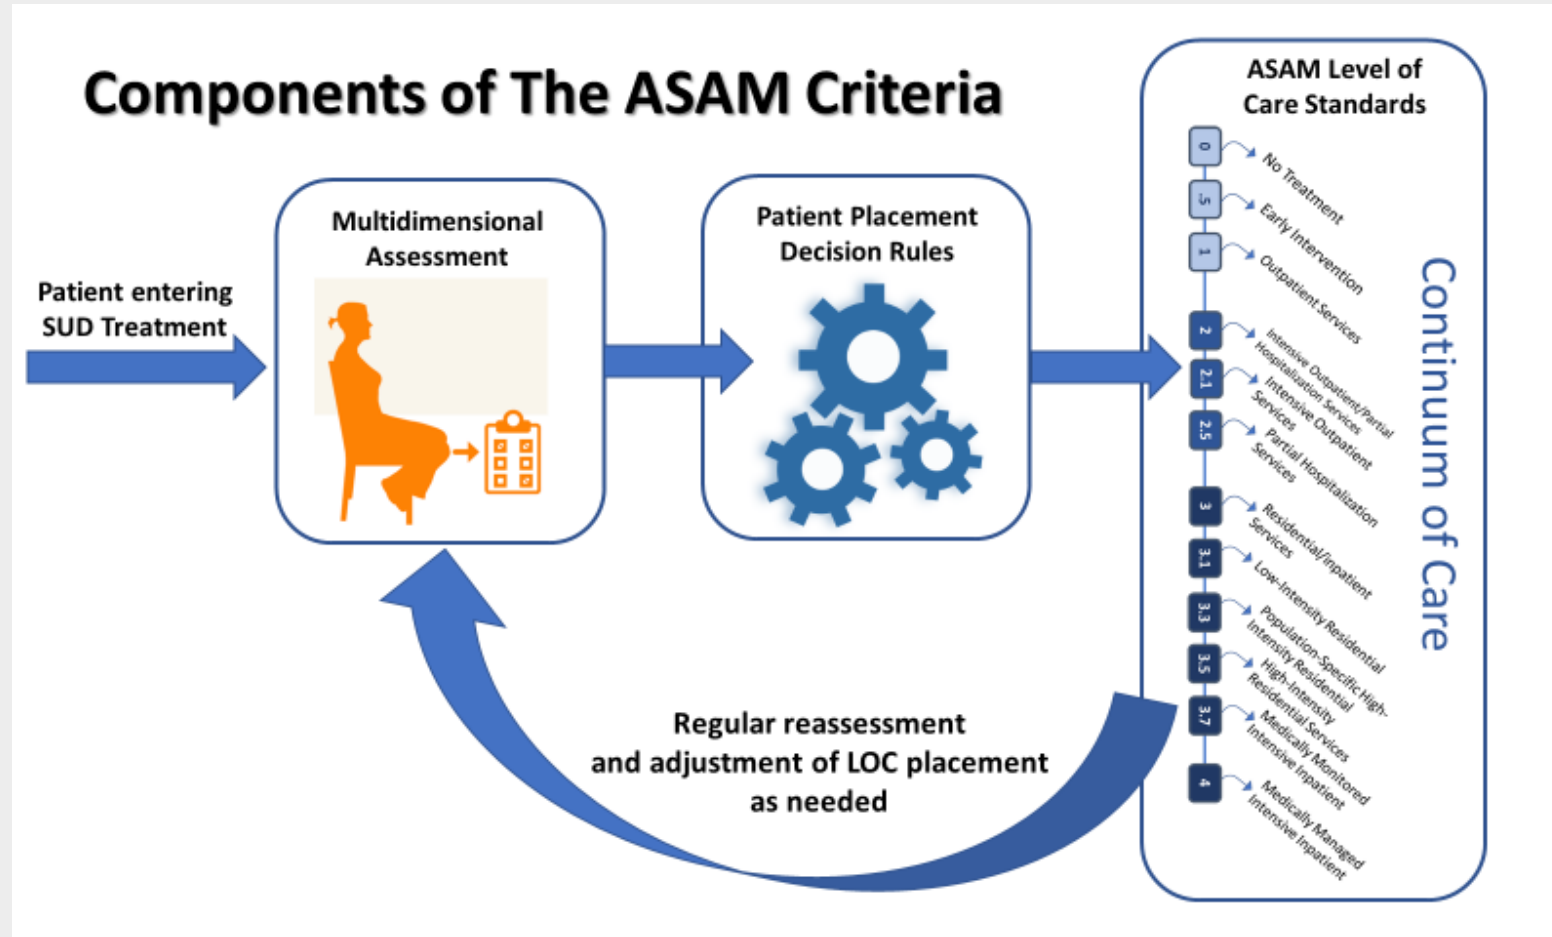 Components of The ASAM Criteria
Patient entering
SUD Treatment
Multidimensional
Assessment
Patient Placement
Decision Rules
ASAM Level of
Care Standards
0
No Treatment
.5
Early Intervention
1
Outpatient Services
2
Intensive Outpatient/Partial
Hospitalization Services
2.1
Intensive Outpatient
Services
2.5
Partial Hospitalization
Services
3
Residential/Inpatient
Services
3.1
Low-Intensity Residential
3.3
Population-Specific High-
Intensity Residential
3.5
High-Intensity
Residential Services
3.7
Medically Monitored
Intensive Inpatient
4
Medically Managed
Intensive Inpatient
Continuum of Care
Regular reassessment
and adjustment of LOC placement
as needed